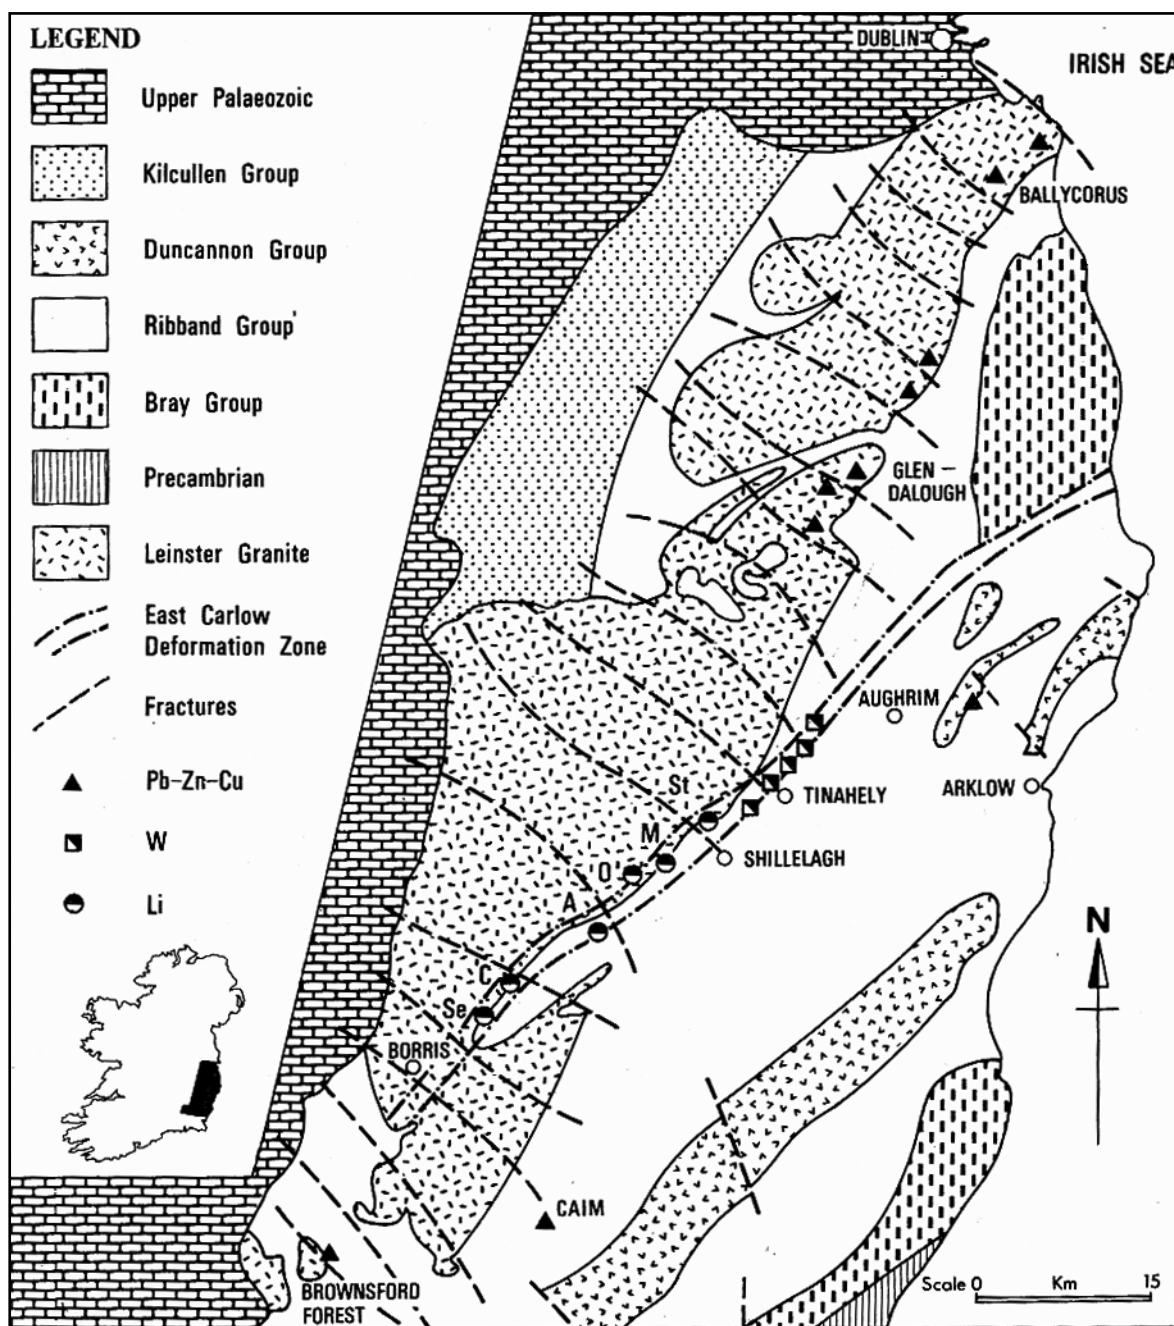 LEGEND
Upper Palaeozoic
Kilcullen Group
Duncannon Group
Ribband Group'
Bray Group
Precambrian
Leinster Granite
East Carlow
Deformation Zone
Fractures
Pb-Zn-Cu
W
Li
DUBLIN
IRISH SEA
BALLYCORUS
GLEN-
DALOUGH
AUGHRIM
ARKLOW
TINAHELY
St
SHILLELAGH
M
O
A
C
Se
BORRIS
N
CAIM
BROWNSFORD
FOREST
Scale 0 Km 15